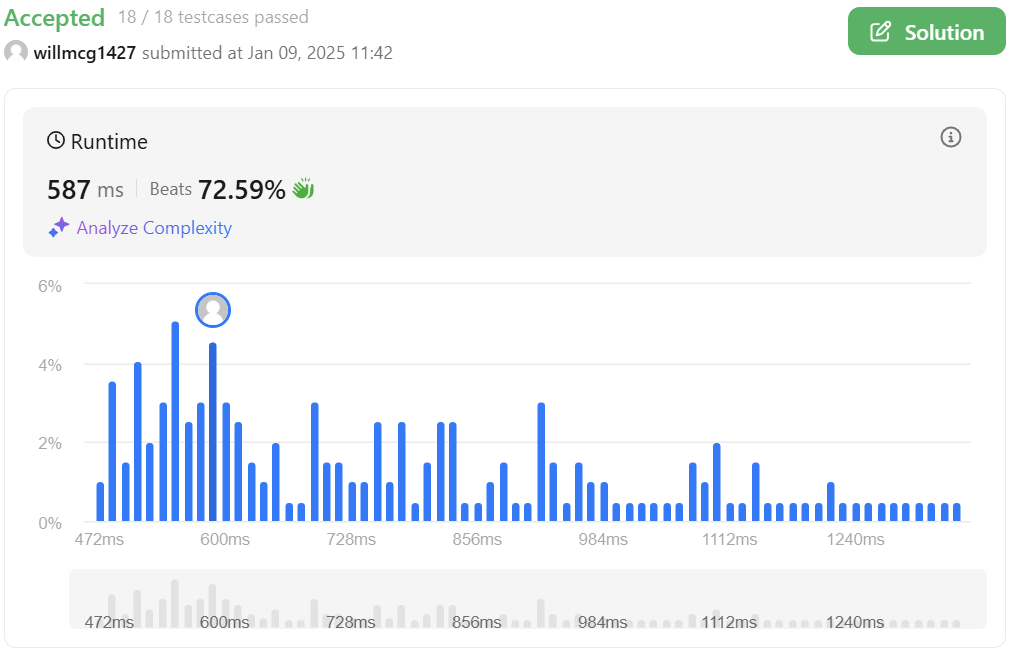 Accepted 18 / 18 testcases passed
Solution
willmcg1427 submitted at Jan 09, 2025 11:42
Runtime
587 ms Beats 72.59%
Analyze Complexity
6%
4%
2%
0%
472ms 600ms 728ms 856ms 984ms 1112ms 1240ms
472ms 600ms 728ms 856ms 984ms 1112ms 1240ms